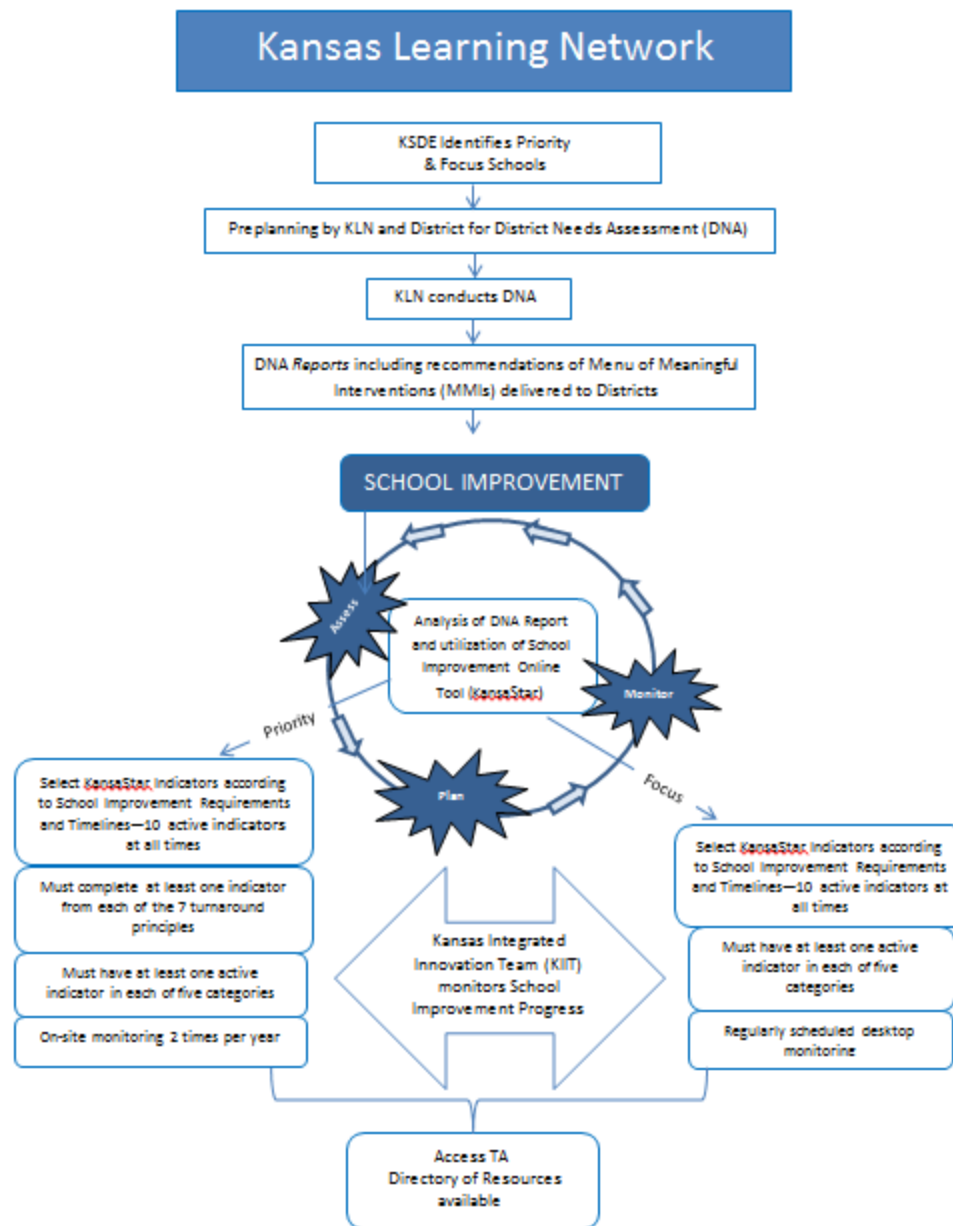 Kansas Learning Network
KSDE Identifies Priority
& Focus Schools
Preplanning by KLN and District for District Needs Assessment (DNA)
KLN conducts DNA
DNA Reports including recommendations of Menu of Meaningful
Interventions (MMIs) delivered to Districts
SCHOOL IMPROVEMENT
Assess
Analysis of DNA Report
and utilization of School
Improvement Online
Tool (KansaStar)
Monitor
Plan
Priority
Focus
Select KansaStar Indicators according
to School Improvement Requirements
and Timelines—10 active indicators
at all times
Must complete at least one indicator
from each of the 7 turnaround
principles
Must have at least one active
indicator in each of five categories
On-site monitoring 2 times per year
Kansas Integrated
Innovation Team (KIIT)
monitors School
Improvement Progress
Select KansaStar Indicators according
to School Improvement Requirements
and Timelines—10 active indicators at
all times
Must have at least one active
indicator in each of five
categories
Regularly scheduled desktop
monitoring
Access TA
Directory of Resources
available